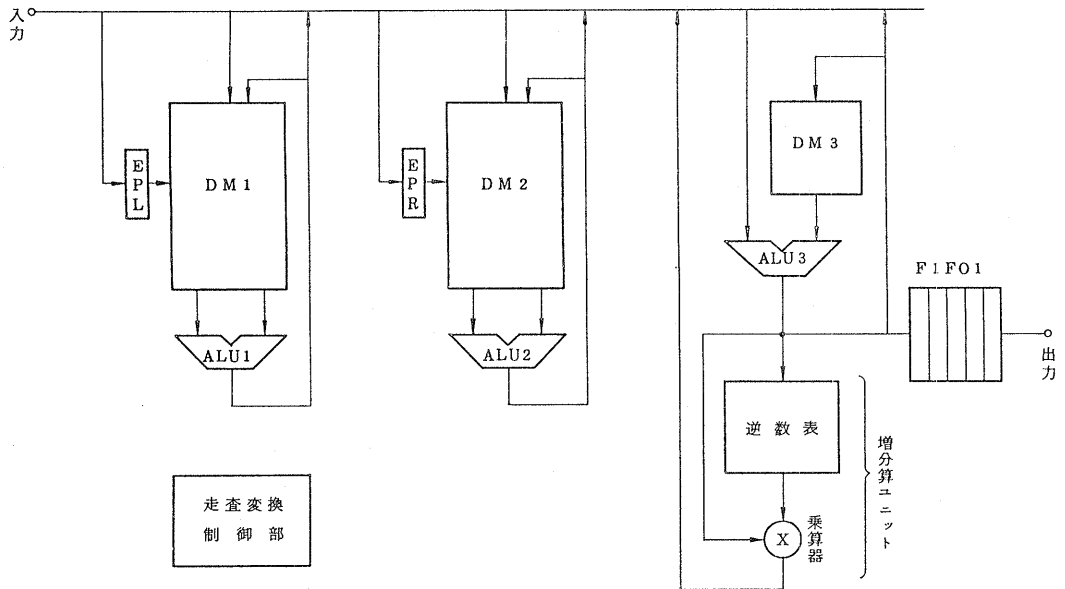 入力
EPL
DM1
ALU1
EPR
DM2
ALU2
DM3
ALU3
F1FO1
出力
逆数表
X
乗算器
増分算ユニット
走査変換
制御部